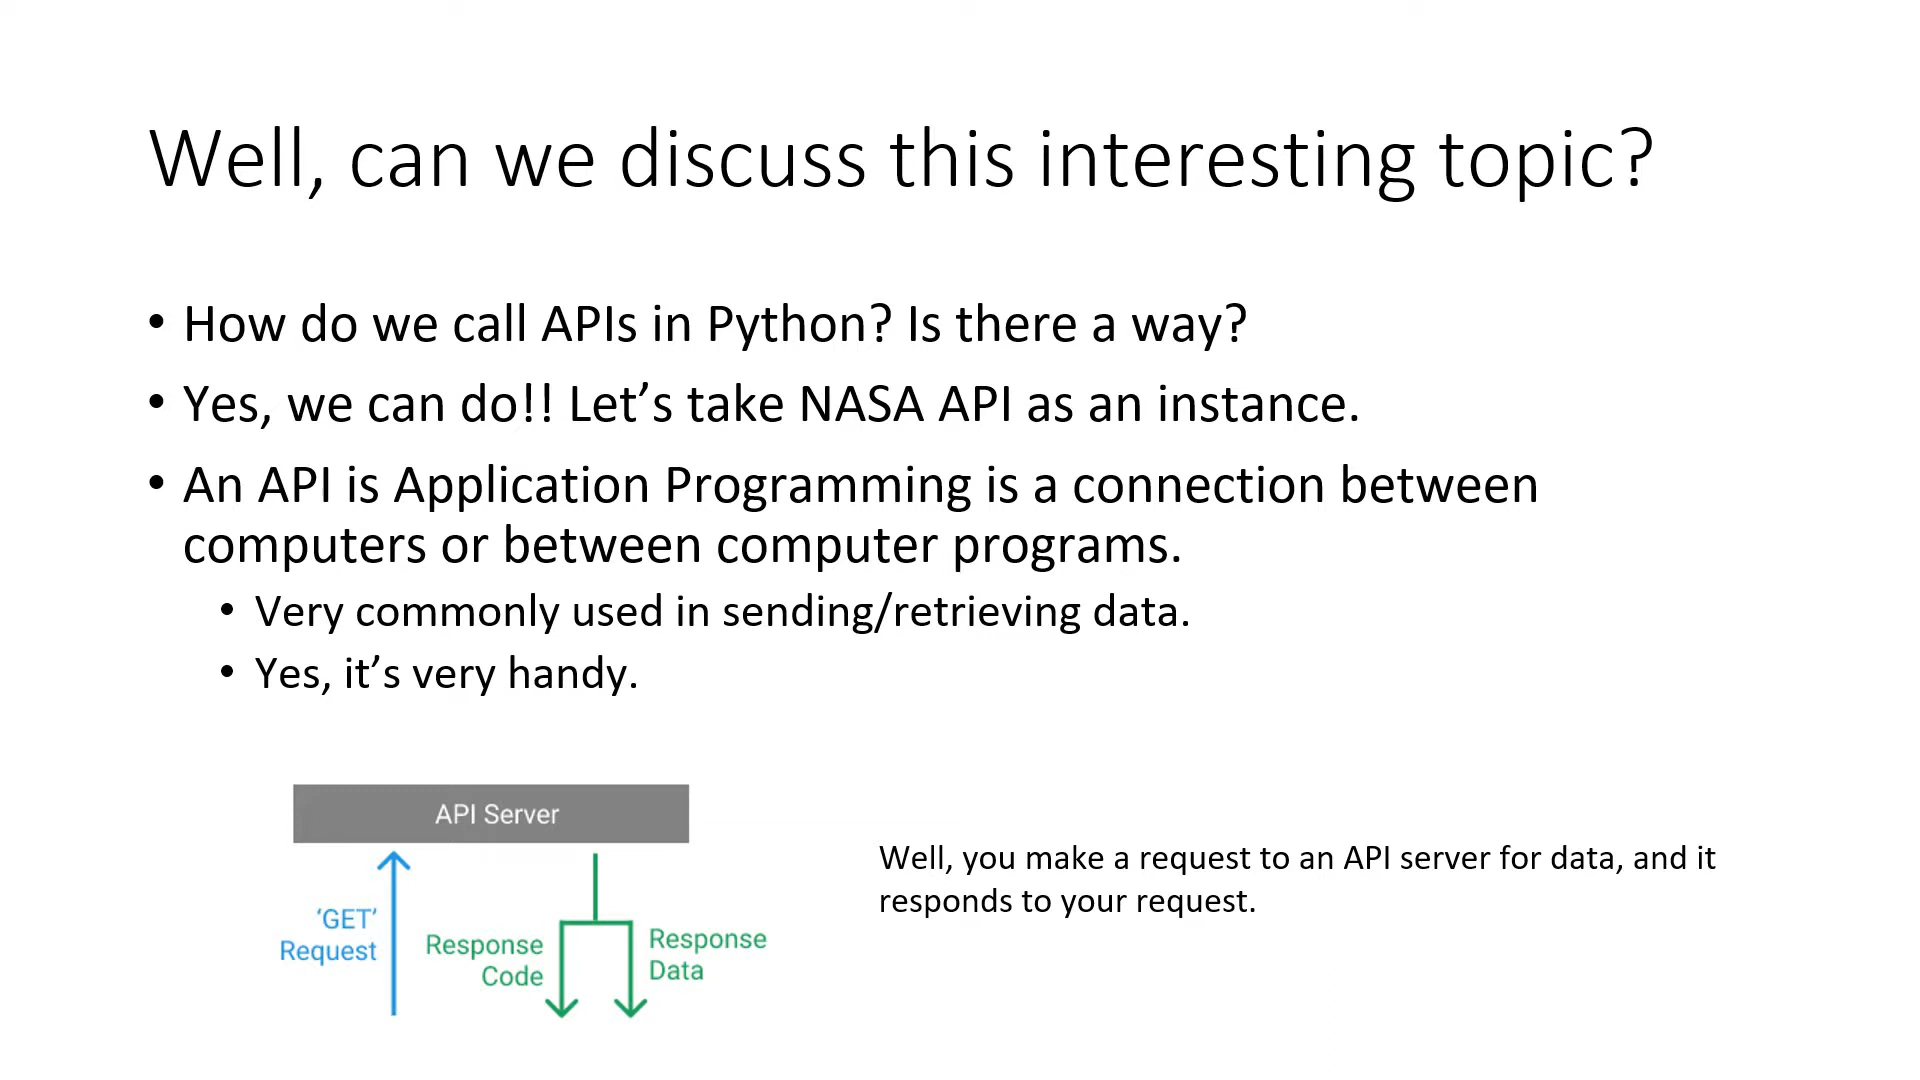 Well, can we discuss this interesting topic?
• How do we call APIs in Python? Is there a way?
• Yes, we can do!! Let’s take NASA API as an instance.
• An API is Application Programming is a connection between
computers or between computer programs.
• Very commonly used in sending/retrieving data.
• Yes, it’s very handy.
API Server
‘GET’
Request
Response
Code
Response
Data
Well, you make a request to an API server for data, and it
responds to your request.